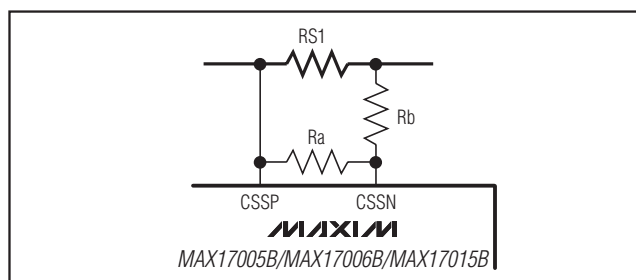 RS1
Rb
Ra
CSSP CSSN
MAXIM
MAX17005B/MAX17006B/MAX17015B